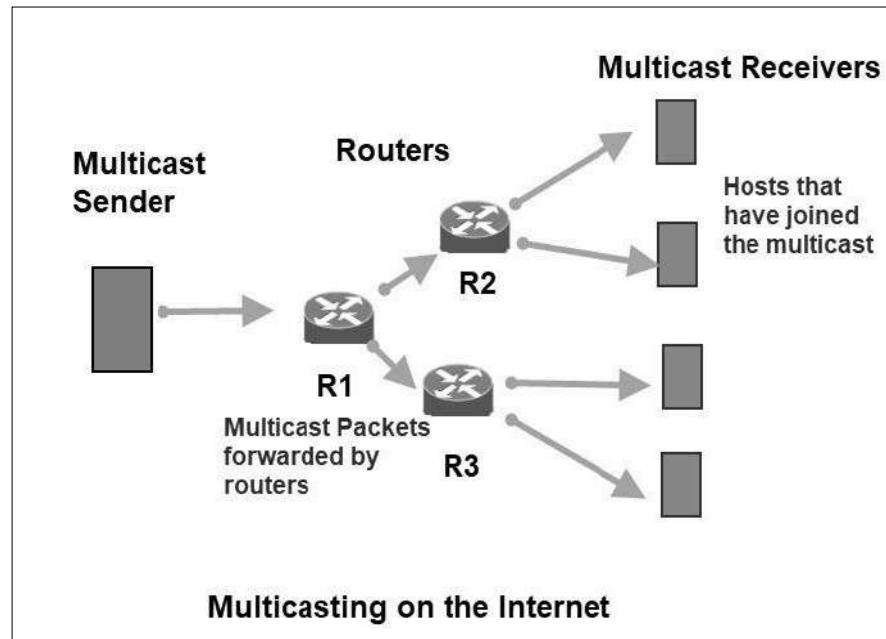 Multicast Receivers
Multicast
Sender
Routers
Hosts that
have joined
the multicast
R2
R1
Multicast Packets
forwarded by
routers
R3
Multicasting on the Internet